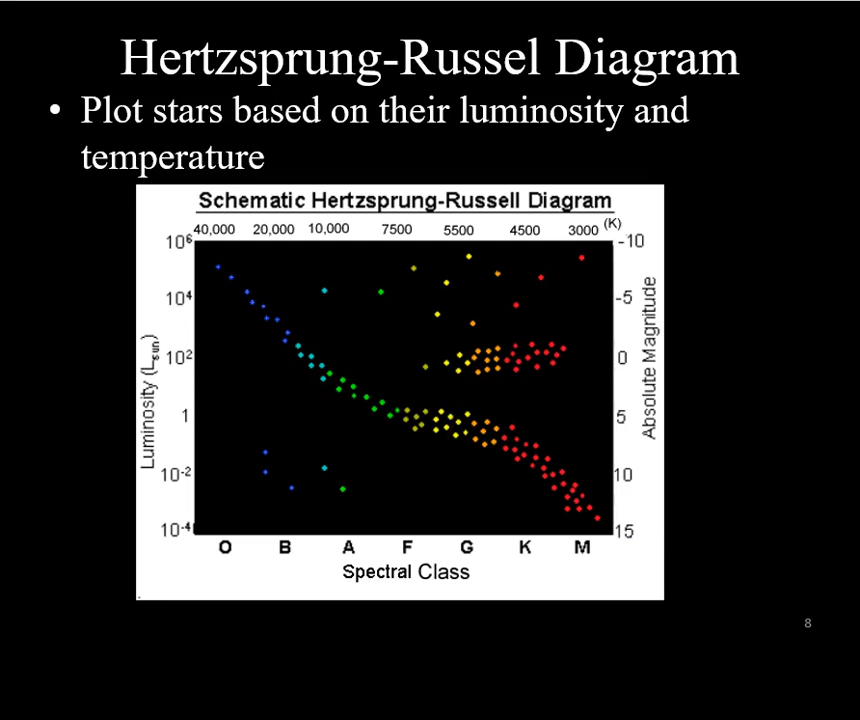 Hertzsprung-Russel Diagram
• Plot stars based on their luminosity and
temperature
Schematic Hertzsprung-Russell Diagram
40,000 20,000 10,000 7500 5500 4500 3000 (K)
10⁶ -10
10⁴ -5
10² 0
1 5
10⁻² 10
10⁻⁴ 15
Luminosity (Lsun)
Absolute Magnitude
O B A F G K M
Spectral Class
8